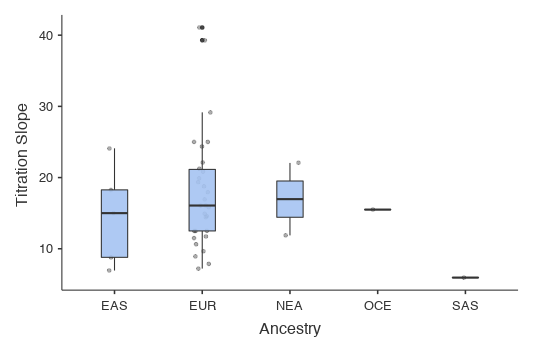 Titration Slope
40
30
20
10
EAS EUR NEA OCE SAS
Ancestry